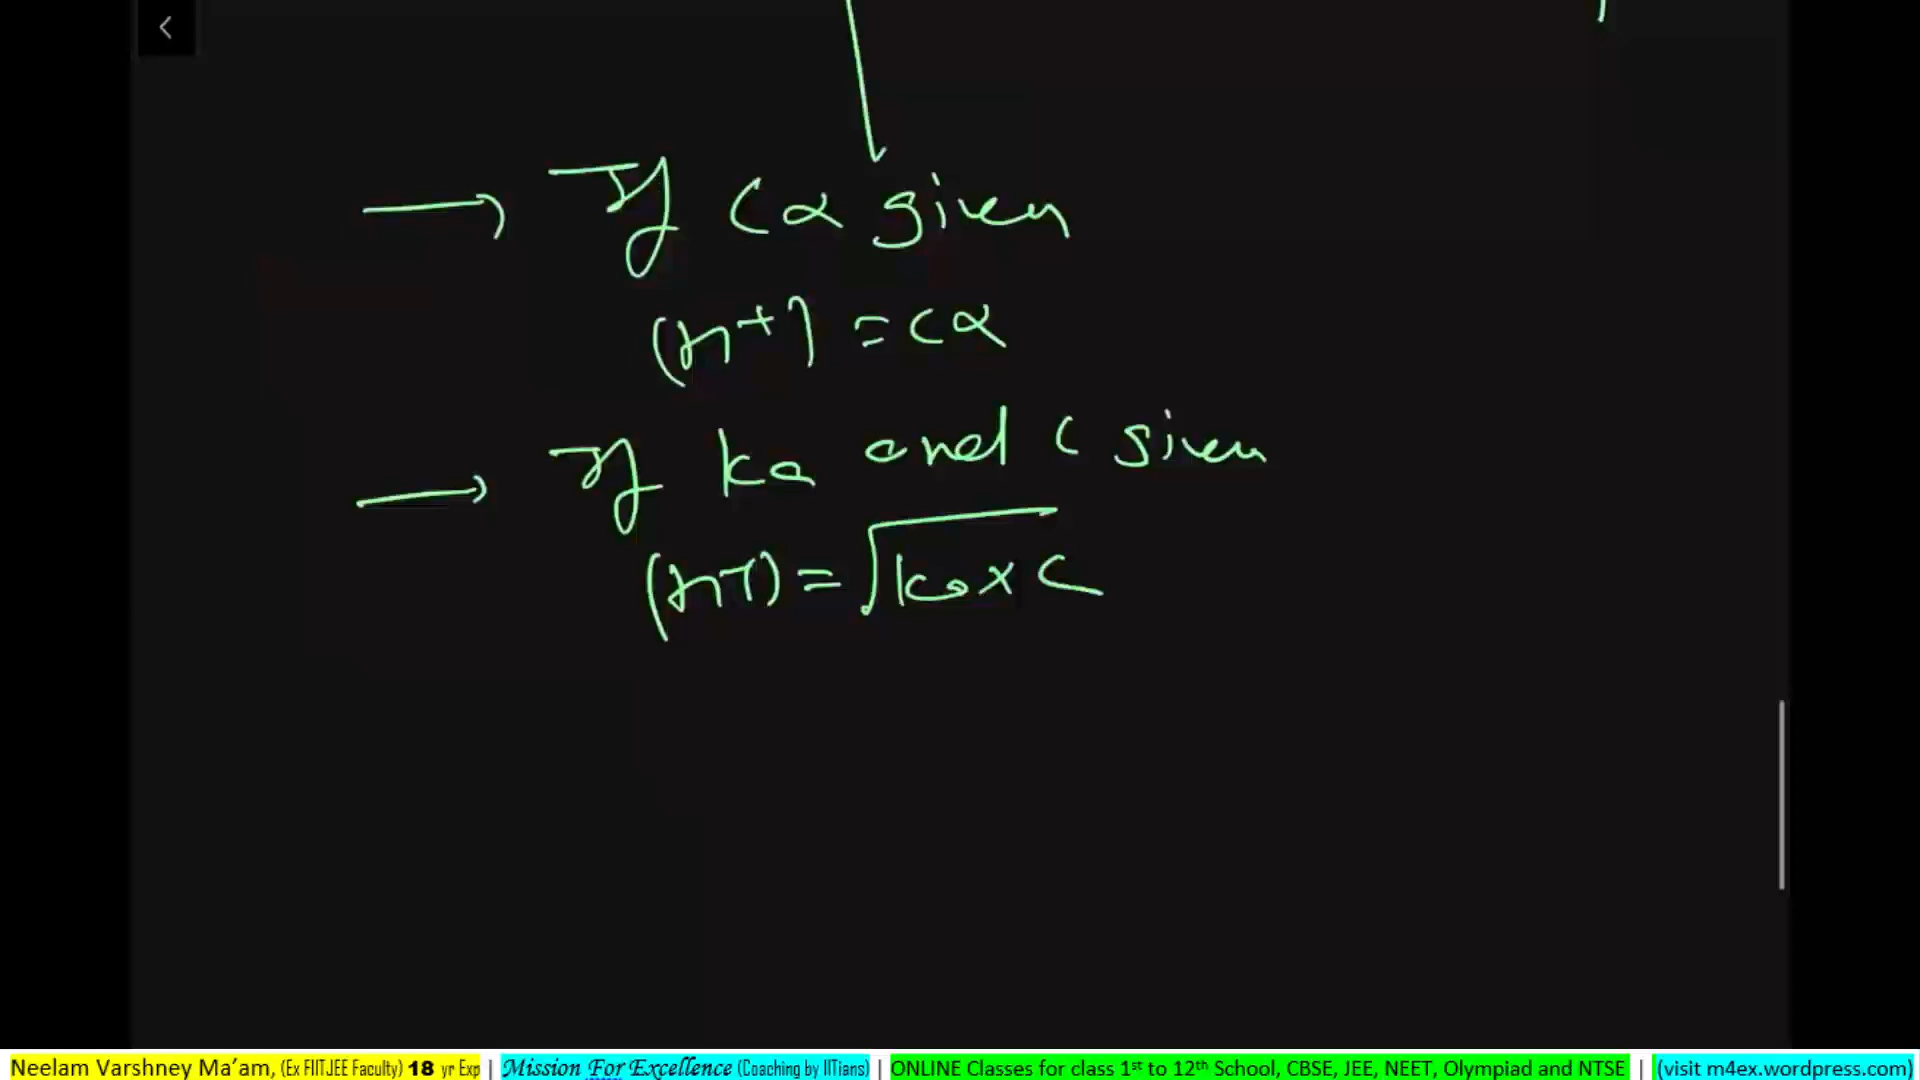 → If Cα given
(H+) = Cα
→ If ka and C given
(H+) = √ka x C
Neelam Varshney Ma’am, (Ex FIITJEE Faculty) 18 yr Exp | Mission For Excellence (Coaching by IITians) | ONLINE Classes for class 1st to 12th School, CBSE, JEE, NEET, Olympiad and NTSE | (visit m4ex.wordpress.com)